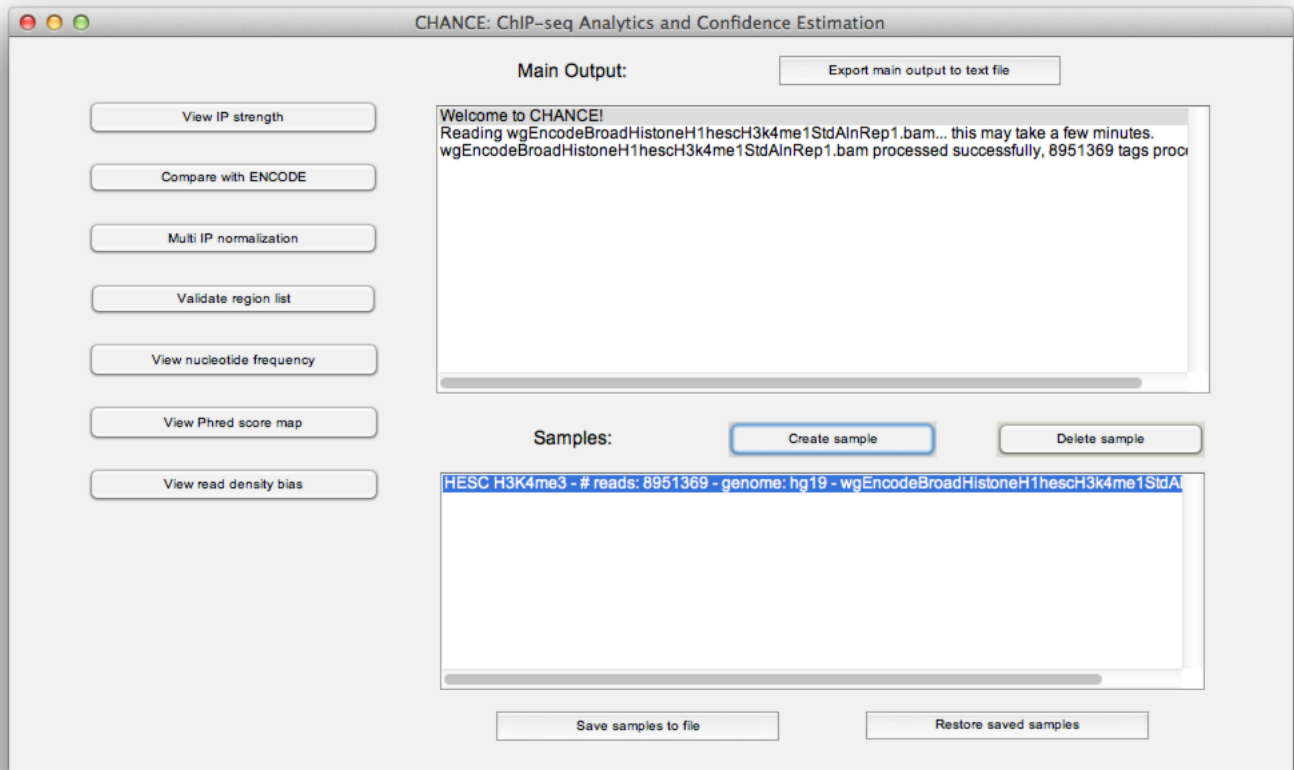 CHANCE: ChIP-seq Analytics and Confidence Estimation
Main Output:
Export main output to text file
View IP strength
Compare with ENCODE
Multi IP normalization
Validate region list
View nucleotide frequency
View Phred score map
View read density bias
Welcome to CHANCE!
Reading wgEncodeBroadHistoneH1hescH3k4me1StdAlnRep1.bam... this may take a few minutes.
wgEncodeBroadHistoneH1hescH3k4me1StdAlnRep1.bam processed successfully, 8951369 tags proc
Samples:
Create sample
Delete sample
HESC H3K4me3 - # reads: 8951369 - genome: hg19 - wgEncodeBroadHistoneH1hescH3k4me1StdAl
Save samples to file
Restore saved samples